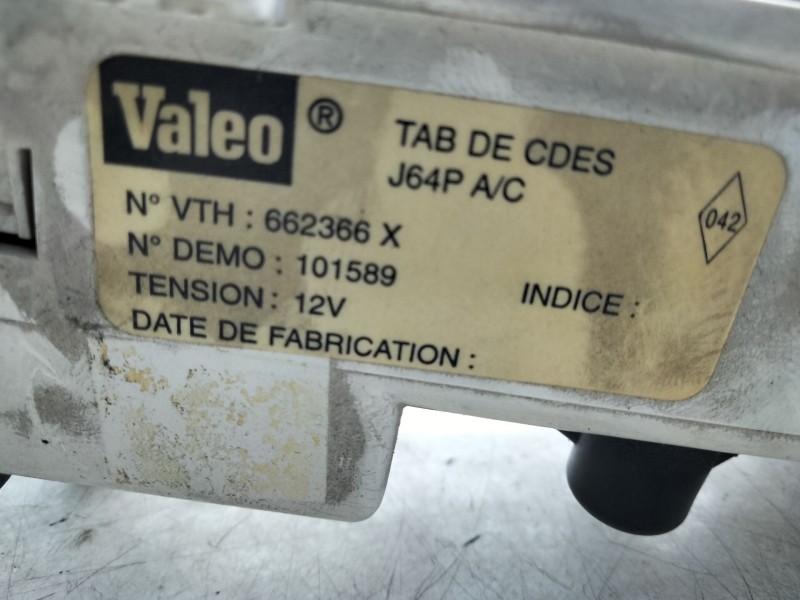 Valeo ®
TAB DE CDES
J64P A/C
042
N° VTH : 662366 X
N° DEMO : 101589
TENSION : 12V
INDICE :
DATE DE FABRICATION :